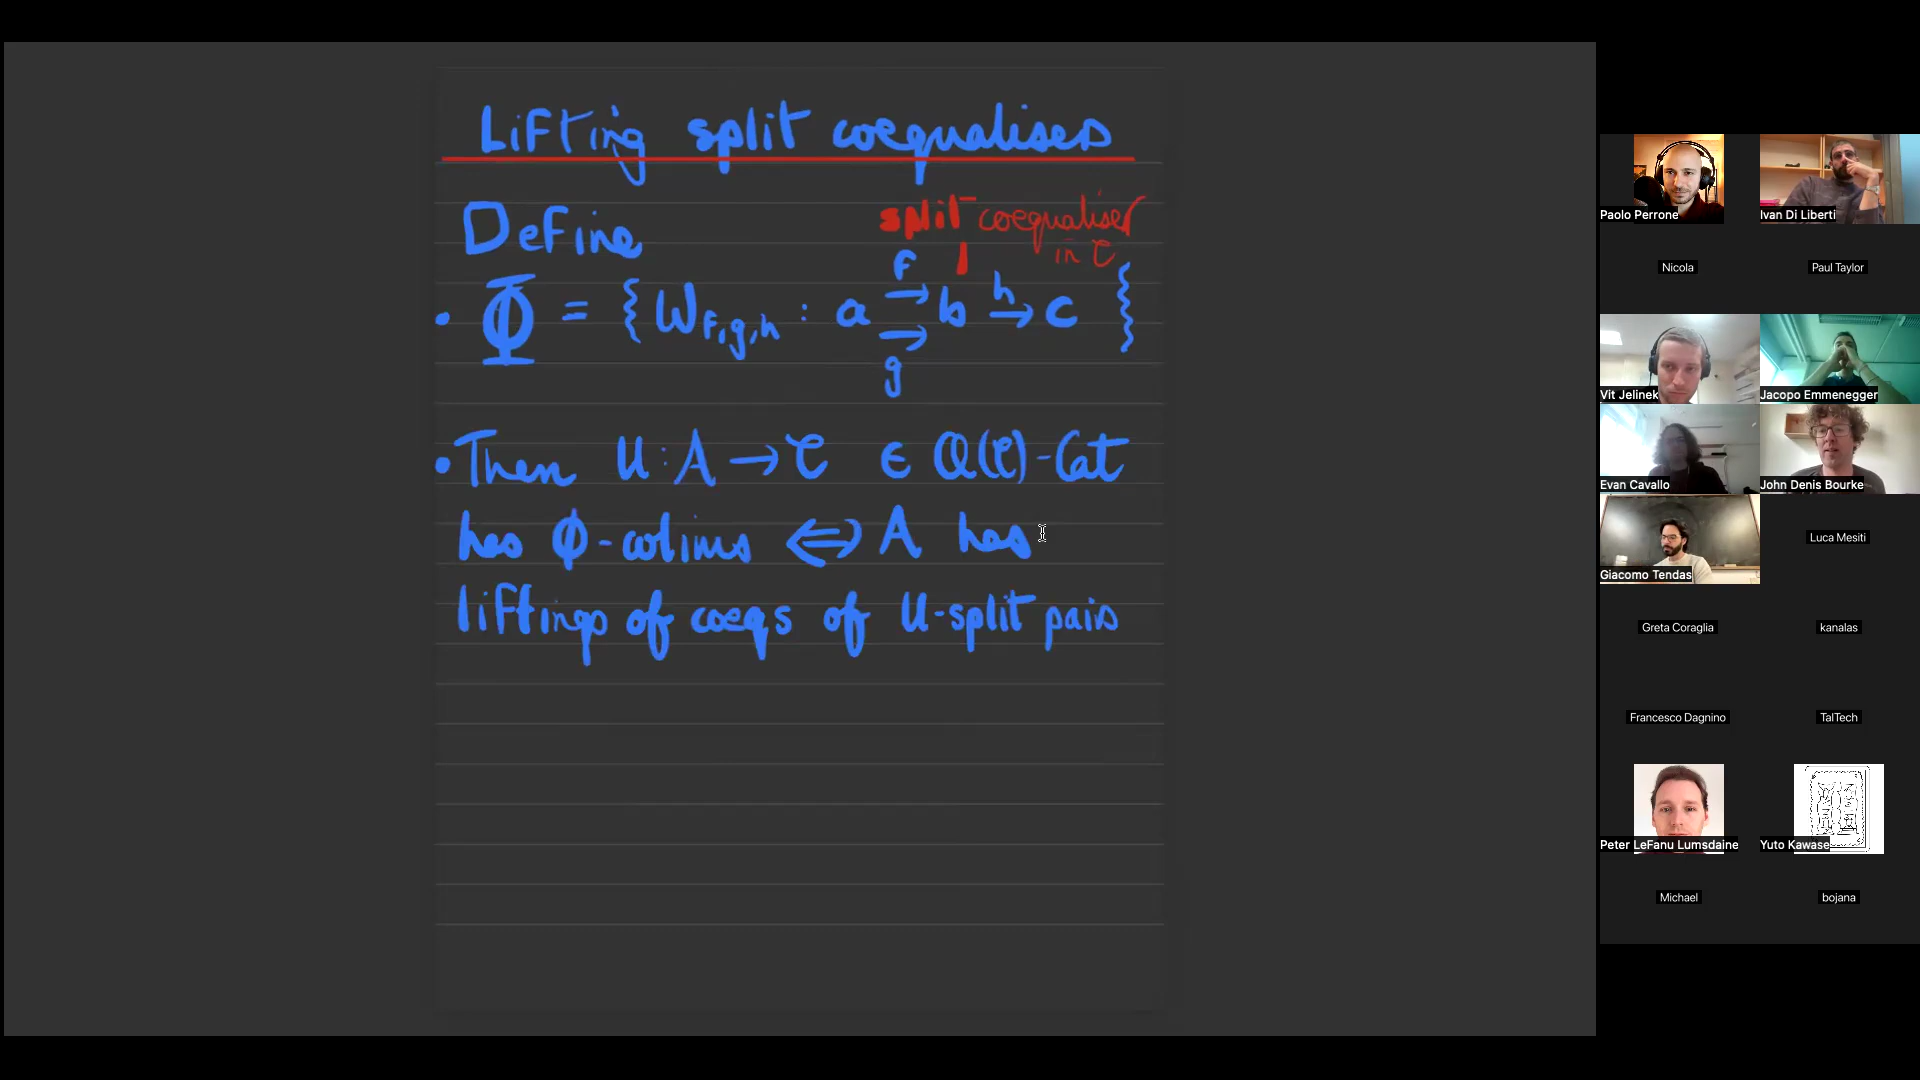 Lifting split coequalises
Define
split coequaliser
in C
• Φ = { W_{F,g,h} : a ⇉ b → c }
f
h
g
• Then U : A → C ∈ Q(C)-Cat
has Φ-colims ⇔ A has
liftings of coeqs of U-split pairs
Paolo Perrone
Ivan Di Liberti
Nicola
Paul Taylor
Vit Jelinek
Jacopo Emmenegger
Evan Cavallo
John Denis Bourke
Giacomo Tendas
Luca Mesiti
Greta Coraglia
kanalas
Francesco Dagnino
TalTech
Peter LeFanu Lumsdaine
Yuto Kawase
Michael
bojana